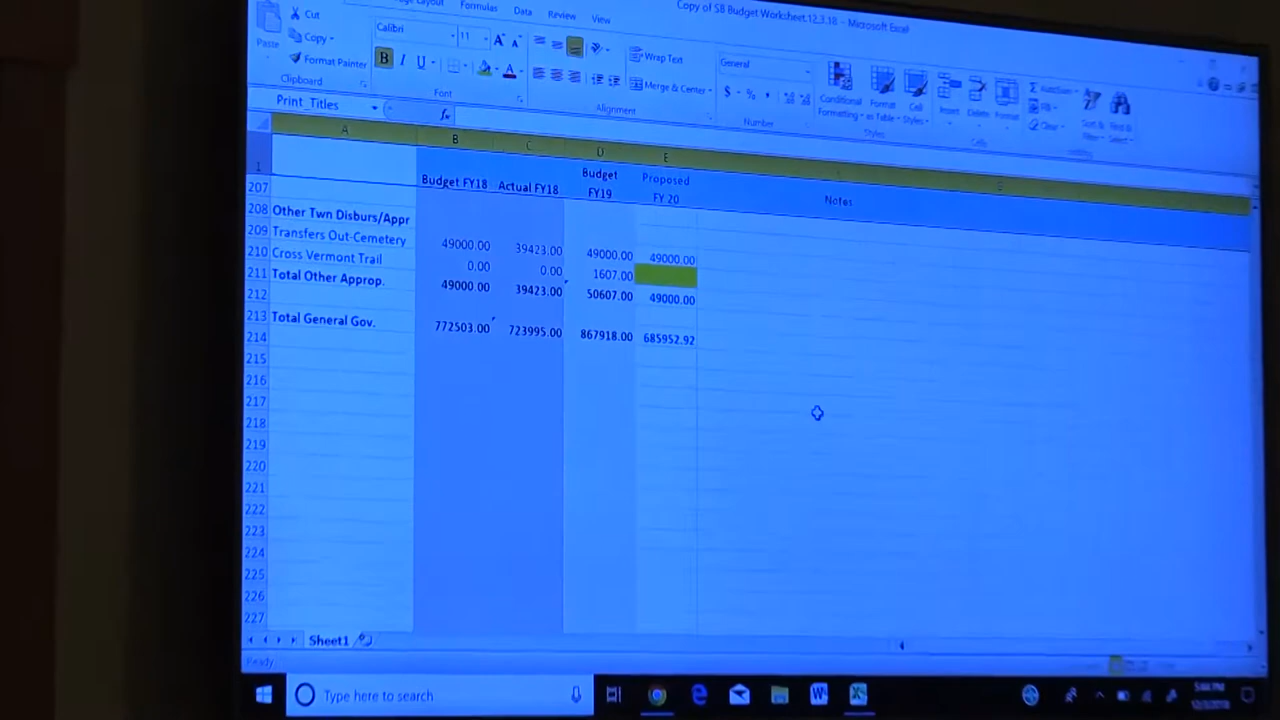 Copy of SB Budget Worksheet.12.3.18 - Microsoft Excel
Formulas Data Review View
Cut
Copy
Format Painter
Paste
Clipboard
Calibri 11
B I U
Font
Wrap Text
Merge & Center
Alignment
General
$ % ,
Number
Conditional Formatting
Format as Table
Cell Styles
Styles
Insert Delete Format
Cells
Clear
Print_Titles fx
A B C D E
1 Budget FY18 Actual FY18 Budget FY19 Proposed FY 20 Notes
207
208 Other Twn Disburs/Appr
209 Transfers Out-Cemetery 49000.00 39423.00 49000.00 49000.00
210 Cross Vermont Trail 0.00 0.00 1607.00
211 Total Other Approp. 49000.00 39423.00 50607.00 49000.00
212
213 Total General Gov. 772503.00 723995.00 867918.00 685952.92
214
215
216
217
218
219
220
221
222
223
224
225
226
227
Sheet1
Ready
Type here to search